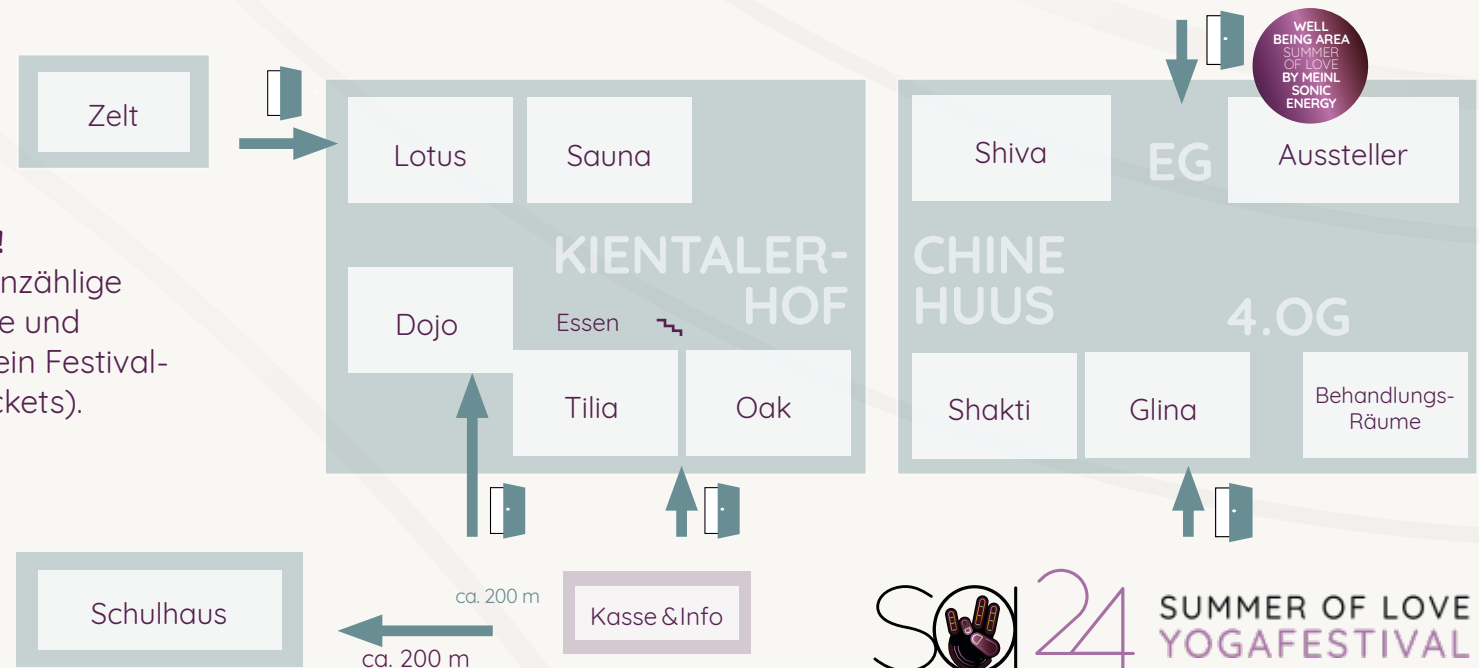 WELL
BEING AREA
SUMMER
OF LOVE
BY MEINL
SONIC
ENERGY
Zelt
Lotus
Sauna
Shiva
EG
Aussteller
!
nzählige
e und
ein Festival-
ckets).
KIENTALER-
HOF
CHINE
HUUS
Dojo
Essen
4.OG
Tilia
Oak
Shakti
Glina
Behandlungs-
Räume
Schulhaus
ca. 200 m
ca. 200 m
Kasse &Info
SOL
24
SUMMER OF LOVE
YOGAFESTIVAL